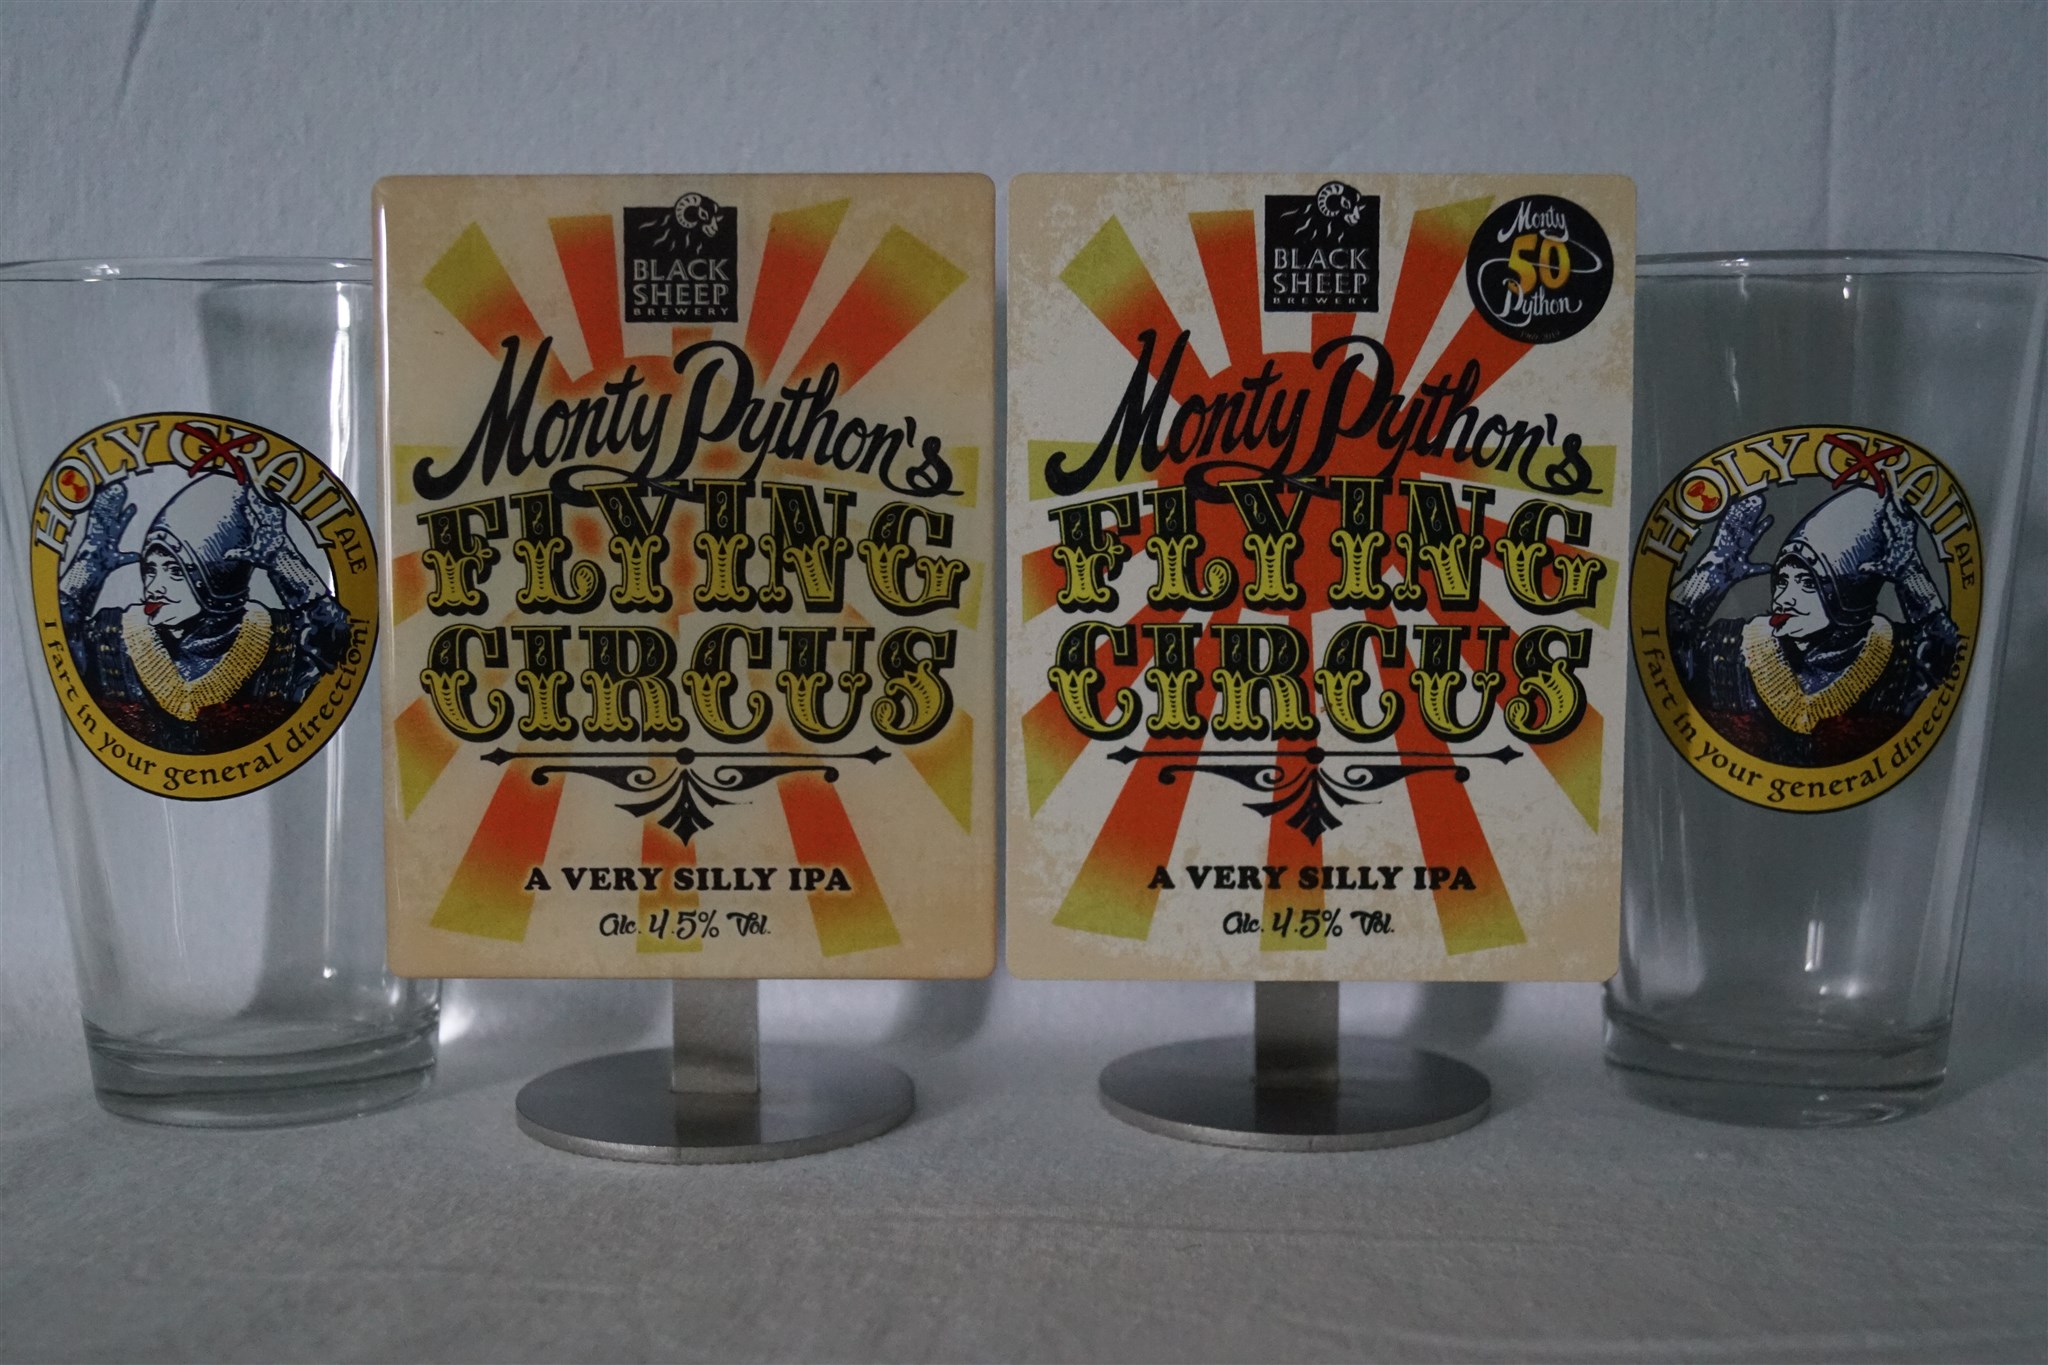 HOLY GRAIL ALE
I fart in your general direction!
BLACK
SHEEP
BREWERY
Monty Python's
FLYING
CIRCUS
A VERY SILLY IPA
Alc. 4.5% Vol.
BLACK
SHEEP
BREWERY
Monty
50
Python
Monty Python's
FLYING
CIRCUS
A VERY SILLY IPA
Alc. 4.5% Vol.
HOLY GRAIL ALE
I fart in your general direction!